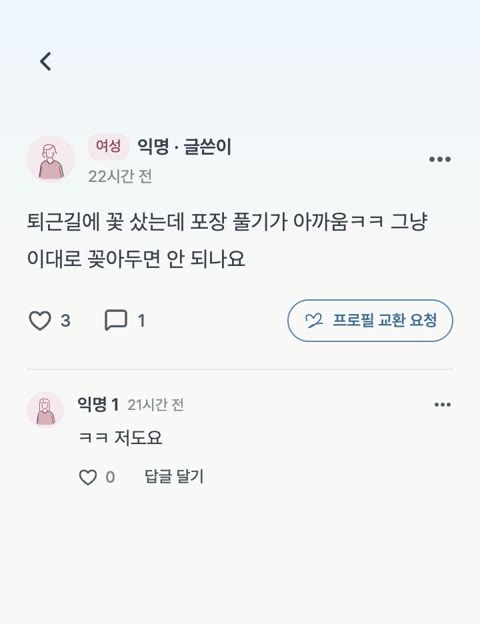 여성 익명 · 글쓴이
22시간 전
퇴근길에 꽃 샀는데 포장 풀기가 아까움ㅋㅋ 그냥
이대로 꽂아두면 안 되나요
3 1 프로필 교환 요청
익명 1 21시간 전
ㅋㅋ 저도요
0 답글 달기